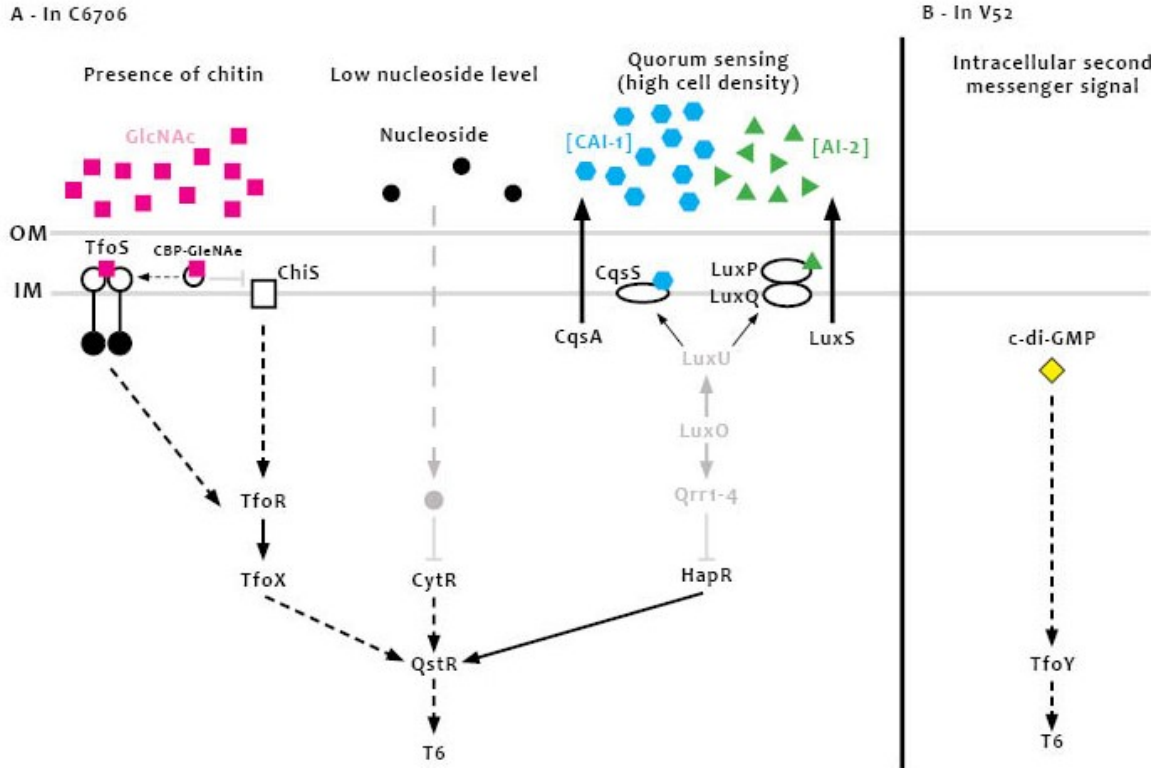 A - In C6706
B - In V52
Presence of chitin
Low nucleoside level
Quorum sensing
(high cell density)
Intracellular second
messenger signal
GlcNAc
Nucleoside
[CAI-1]
[AI-2]
OM
TfoS
CBP-GleNAe
ChiS
CqsS
LuxP
IM
LuxQ
CqsA
LuxS
c-di-GMP
LuxU
LuxO
TfoR
Qrr1-4
TfoX
CytR
HapR
QstR
TfoY
T6
T6